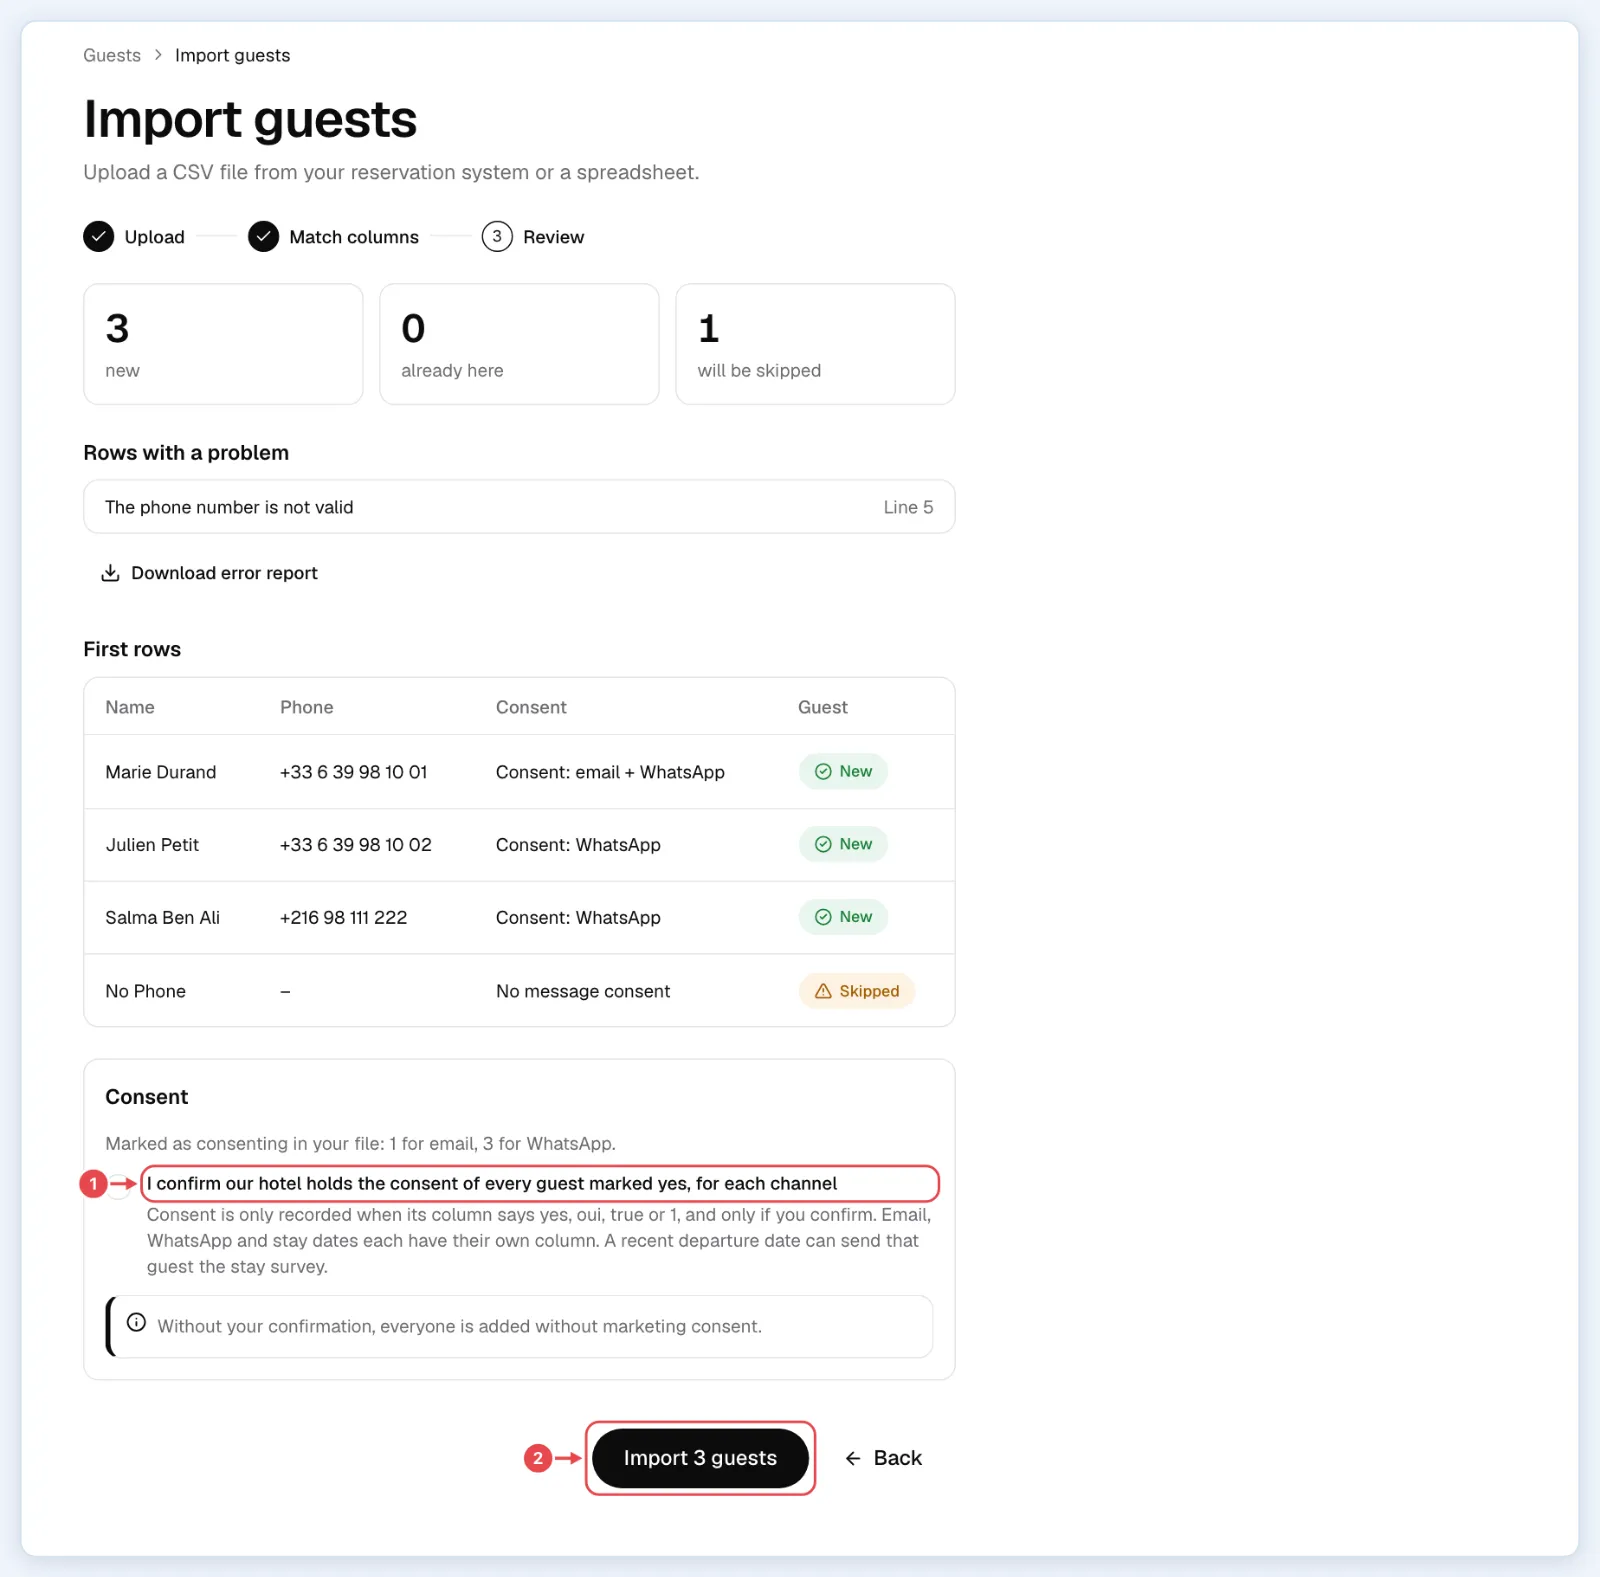 Guests > Import guests
Import guests
Upload a CSV file from your reservation system or a spreadsheet.
Upload Match columns 3 Review
3 0 1
new already here will be skipped
Rows with a problem
The phone number is not valid Line 5
Download error report
First rows
Name Phone Consent Guest
Marie Durand +33 6 39 98 10 01 Consent: email + WhatsApp New
Julien Petit +33 6 39 98 10 02 Consent: WhatsApp New
Salma Ben Ali +216 98 111 222 Consent: WhatsApp New
No Phone – No message consent Skipped
Consent
Marked as consenting in your file: 1 for email, 3 for WhatsApp.
1 I confirm our hotel holds the consent of every guest marked yes, for each channel
Consent is only recorded when its column says yes, oui, true or 1, and only if you confirm. Email,
WhatsApp and stay dates each have their own column. A recent departure date can send that
guest the stay survey.
Without your confirmation, everyone is added without marketing consent.
2 Import 3 guests ← Back